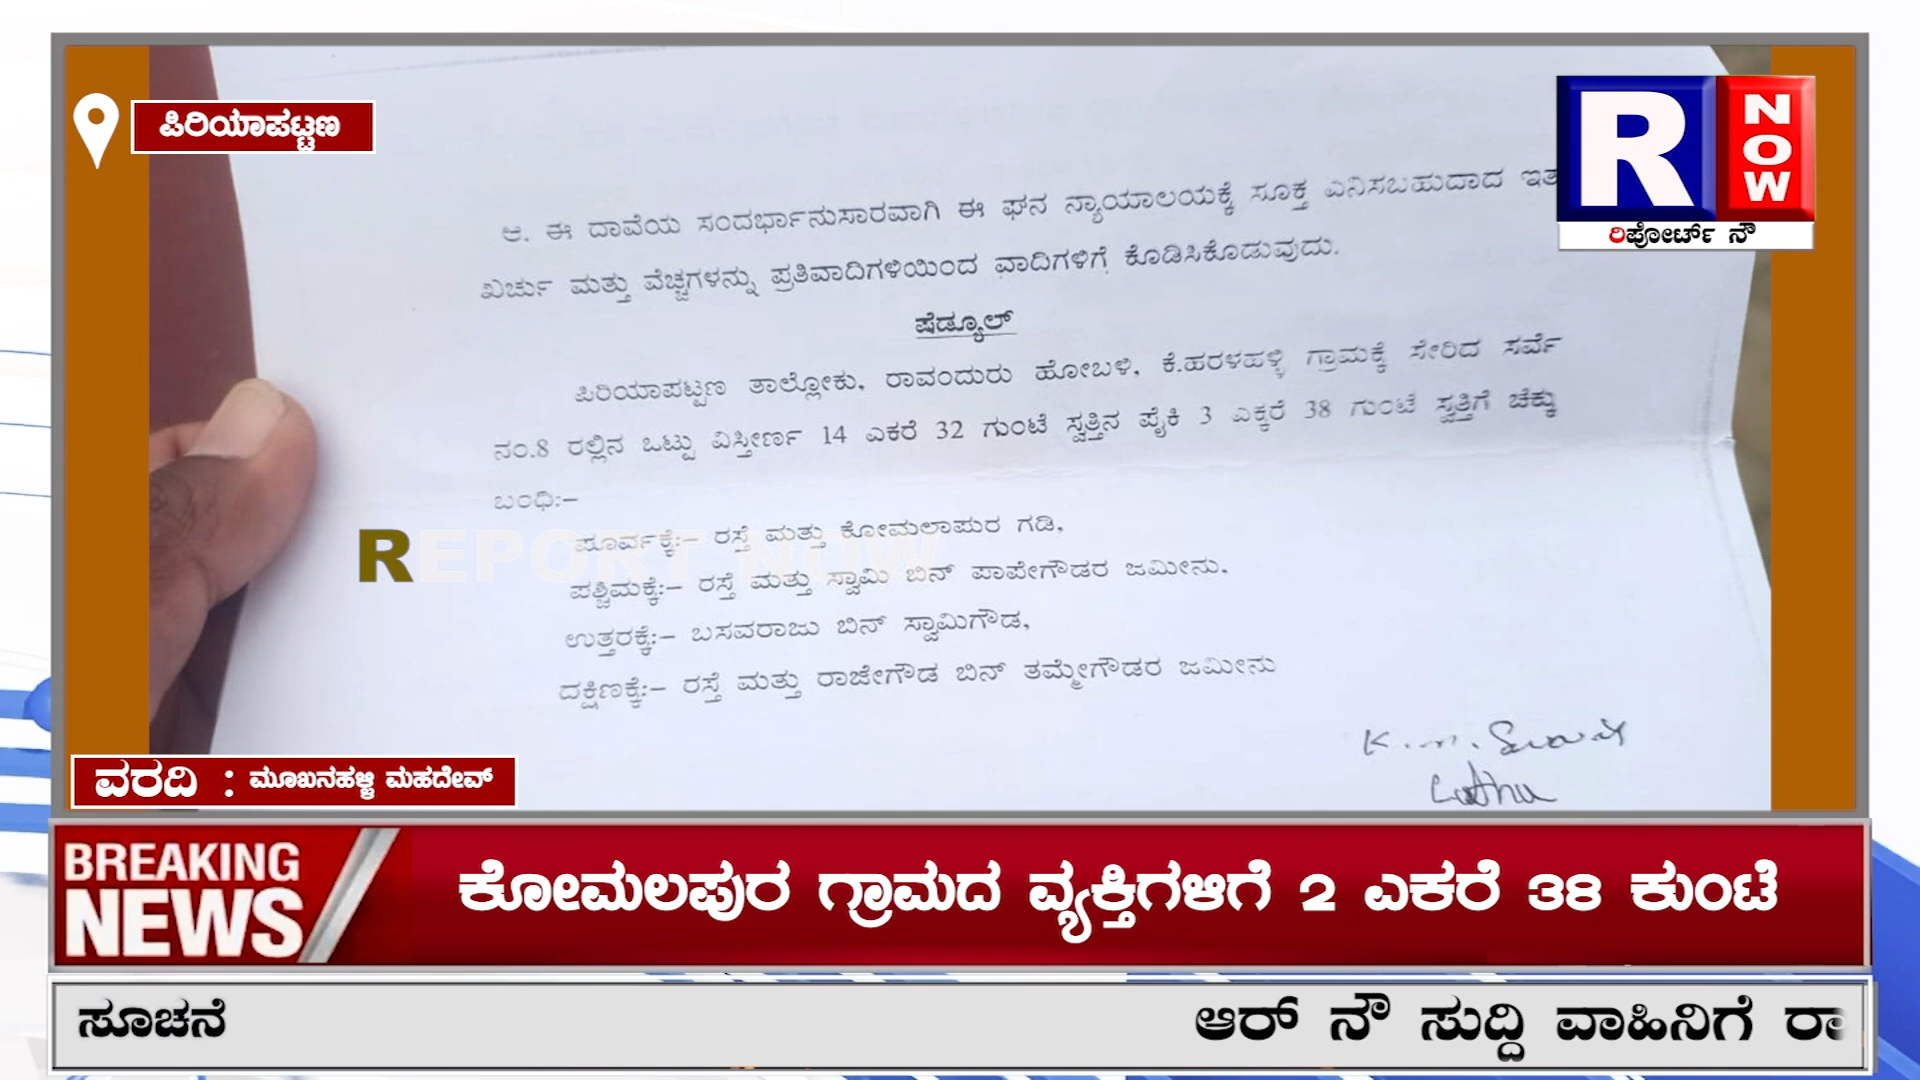 ಪಿರಿಯಾಪಟ್ಟಣ
R NOW
ರಿಪೋರ್ಟ್ ನೌ
ಆ. ಈ ದಾವೆಯ ಸಂದರ್ಭಾನುಸಾರವಾಗಿ ಈ ಘನ ನ್ಯಾಯಾಲಯಕ್ಕೆ ಸೂಕ್ತ ಎನಿಸಬಹುದಾದ ಇತ
ಖರ್ಚು ಮತ್ತು ವೆಚ್ಚಗಳನ್ನು ಪ್ರತಿವಾದಿಗಳಿಯಿಂದ ವಾದಿಗಳಿಗೆ ಕೊಡಿಸಿಕೊಡುವುದು.
ಷೆಡ್ಯೂಲ್
ಪಿರಿಯಾಪಟ್ಟಣ ತಾಲ್ಲೋಕು, ರಾವಂದುರು ಹೋಬಳಿ, ಕೆ.ಹರಳಹಳ್ಳಿ ಗ್ರಾಮಕ್ಕೆ ಸೇರಿದ ಸರ್ವೆ
ನಂ.8 ರಲ್ಲಿನ ಒಟ್ಟು ವಿಸ್ತೀರ್ಣ 14 ಎಕರೆ 32 ಗುಂಟೆ ಸ್ವತ್ತಿನ ಪೈಕಿ 3 ಎಕ್ಕರೆ 38 ಗುಂಟೆ ಸ್ವತ್ತಿಗೆ ಚೆಕ್ಕು
ಬಂಧಿ:–
ಪೂರ್ವಕ್ಕೆ:– ರಸ್ತೆ ಮತ್ತು ಕೋಮಲಾಪುರ ಗಡಿ,
REPORT NOW
ಪಶ್ಚಿಮಕ್ಕೆ:– ರಸ್ತೆ ಮತ್ತು ಸ್ವಾಮಿ ಬಿನ್ ಪಾಪೇಗೌಡರ ಜಮೀನು,
ಉತ್ತರಕ್ಕೆ:– ಬಸವರಾಜು ಬಿನ್ ಸ್ವಾಮಿಗೌಡ,
ದಕ್ಷಿಣಕ್ಕೆ:– ರಸ್ತೆ ಮತ್ತು ರಾಜೇಗೌಡ ಬಿನ್ ತಮ್ಮೇಗೌಡರ ಜಮೀನು
K.
ವರದಿ : ಮೂಖನಹಳ್ಳಿ ಮಹದೇವ್
BREAKING
NEWS
ಕೋಮಲಪುರ ಗ್ರಾಮದ ವ್ಯಕ್ತಿಗಳಿಗೆ 2 ಎಕರೆ 38 ಕುಂಟೆ
ಸೂಚನೆ ಆರ್ ನೌ ಸುದ್ದಿ ವಾಹಿನಿಗೆ ರಾ